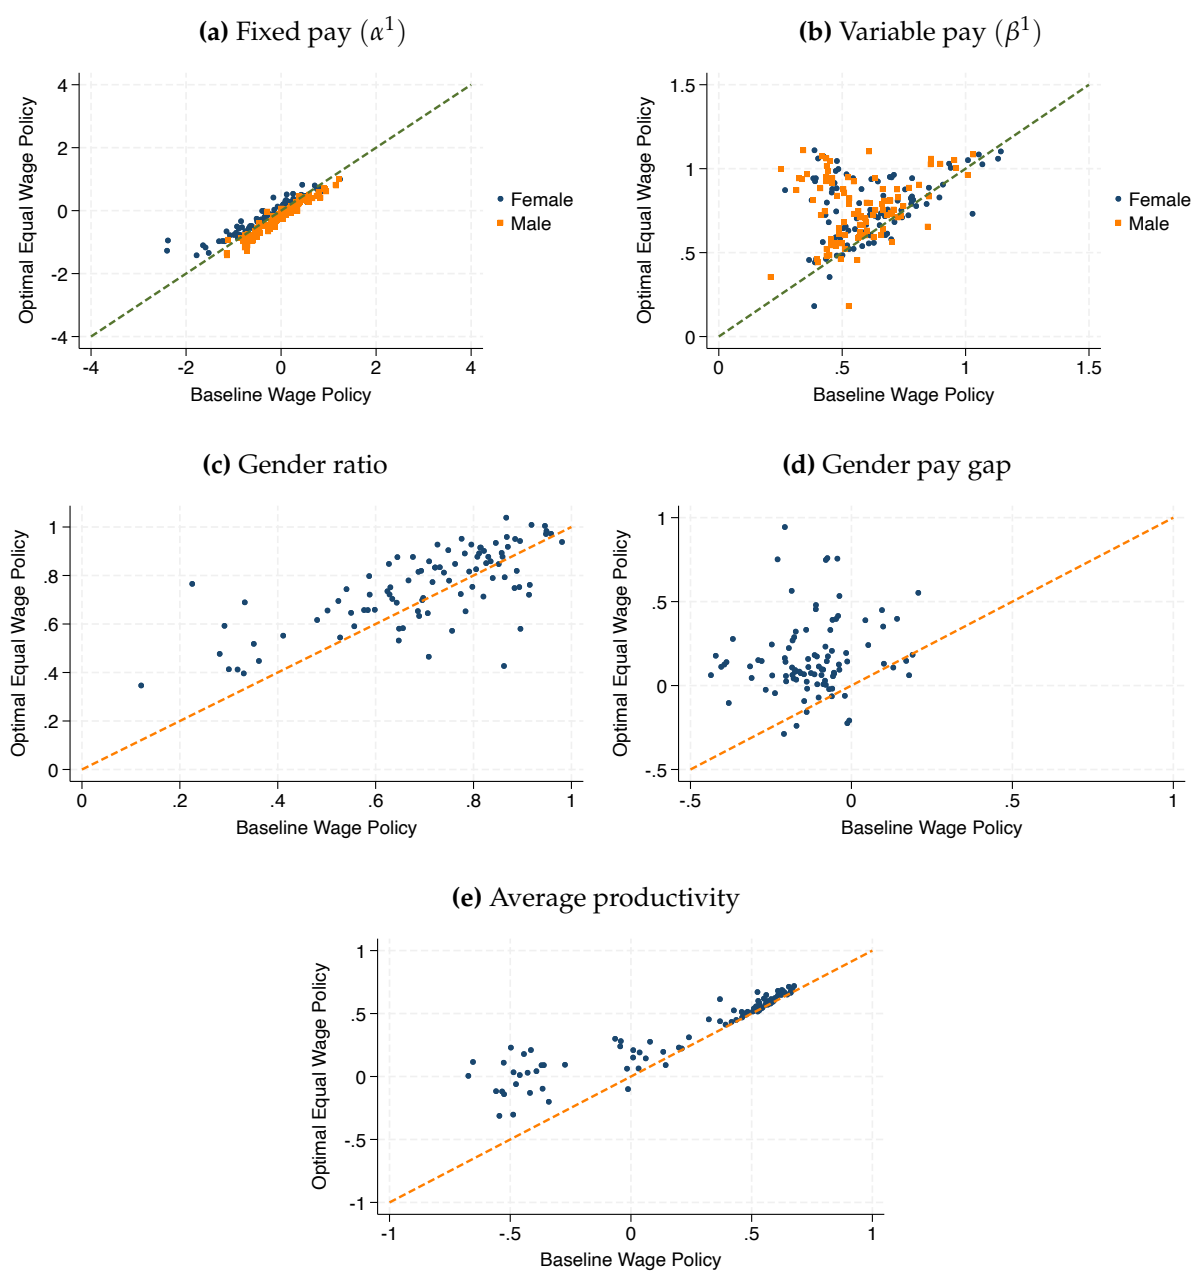 (a) Fixed pay (α¹)
Optimal Equal Wage Policy
4
2
0
-2
-4
-4 -2 0 2 4
Baseline Wage Policy
Female
Male
(b) Variable pay (β¹)
Optimal Equal Wage Policy
1.5
1
.5
0
0 .5 1 1.5
Baseline Wage Policy
Female
Male
(c) Gender ratio
Optimal Equal Wage Policy
1
.8
.6
.4
.2
0
0 .2 .4 .6 .8 1
Baseline Wage Policy
(d) Gender pay gap
Optimal Equal Wage Policy
1
.5
0
-.5
-.5 0 .5 1
Baseline Wage Policy
(e) Average productivity
Optimal Equal Wage Policy
1
.5
0
-.5
-1
-1 -.5 0 .5 1
Baseline Wage Policy